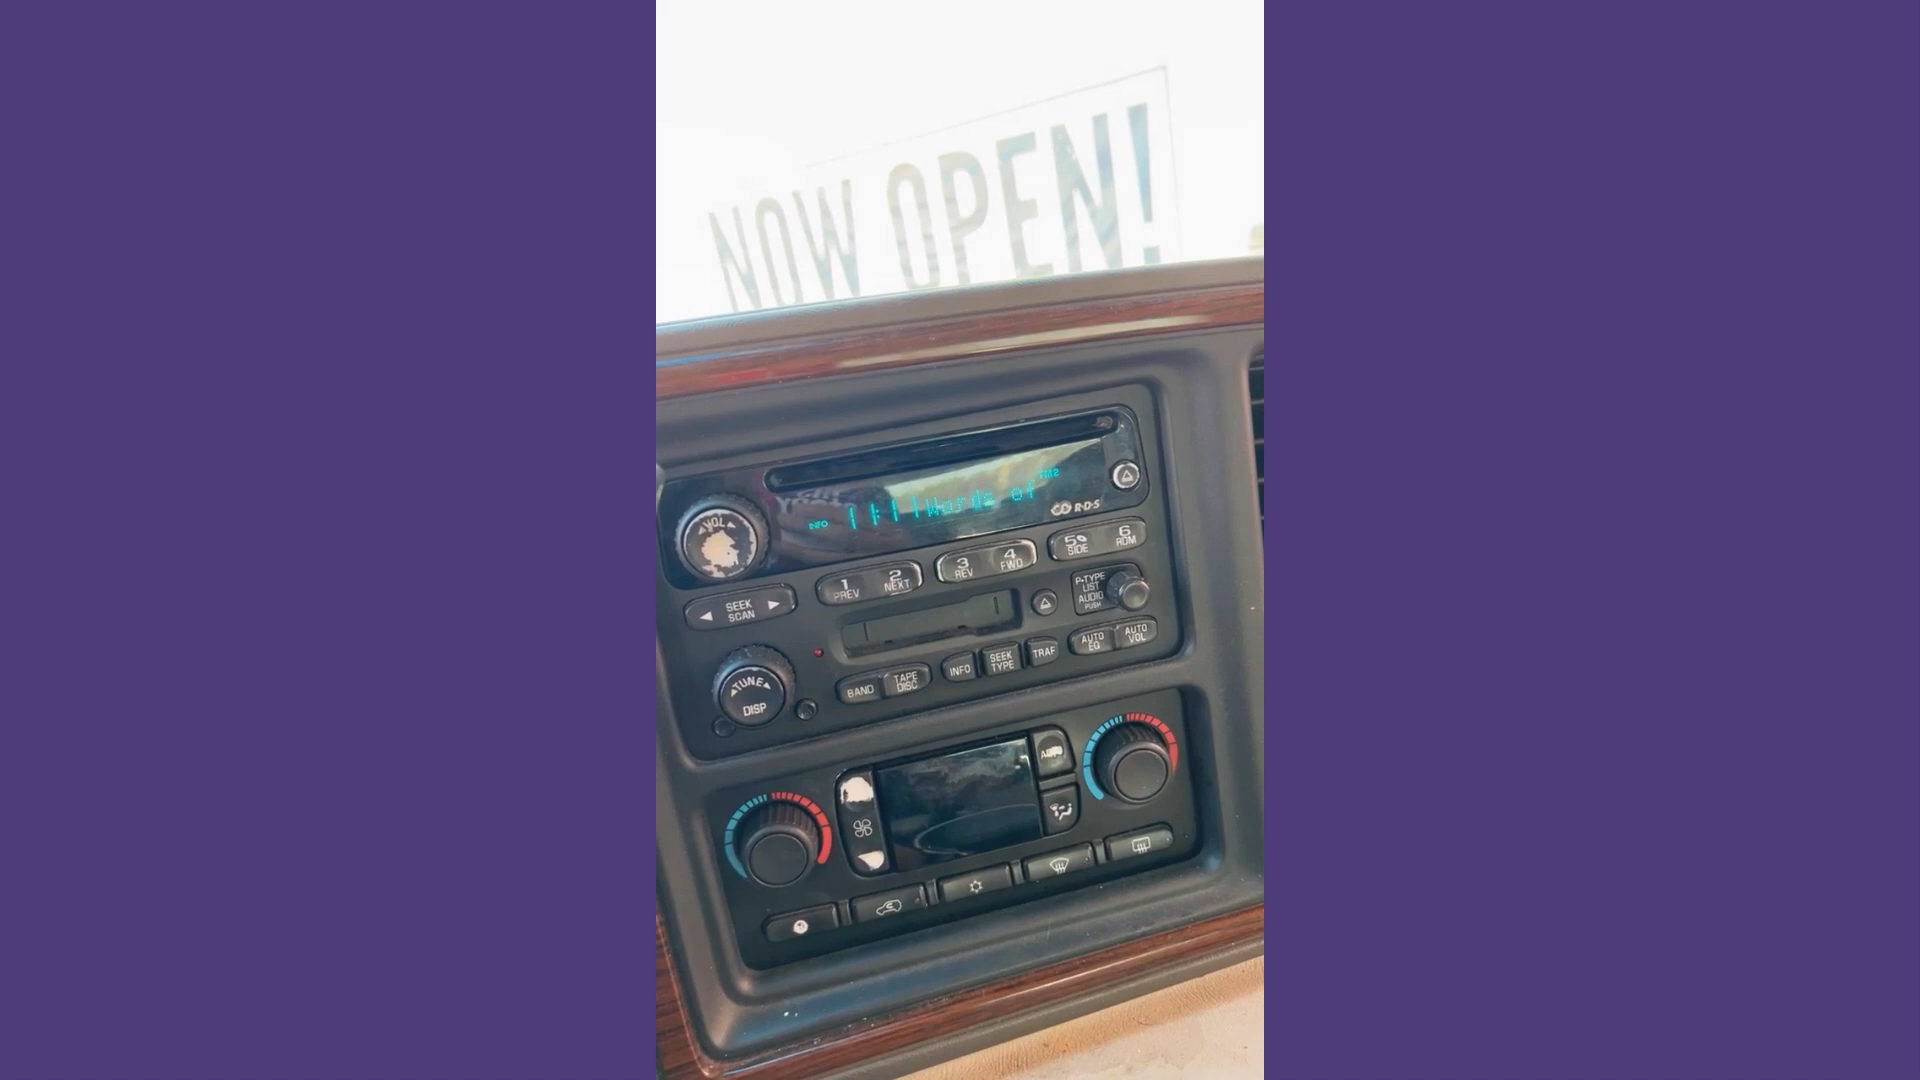 NOW OPEN!
INFO 11:11 Words of
RDS
VOL
1 PREV
2 NEXT
3 REV
4 FWD
5 SIDE
6 RDM
SEEK SCAN
P-TYPE
LIST
AUDIO
PUSH
TUNE
DISP
BAND
TAPE DISC
INFO
SEEK TYPE
TRAF
AUTO EQ
AUTO VOL